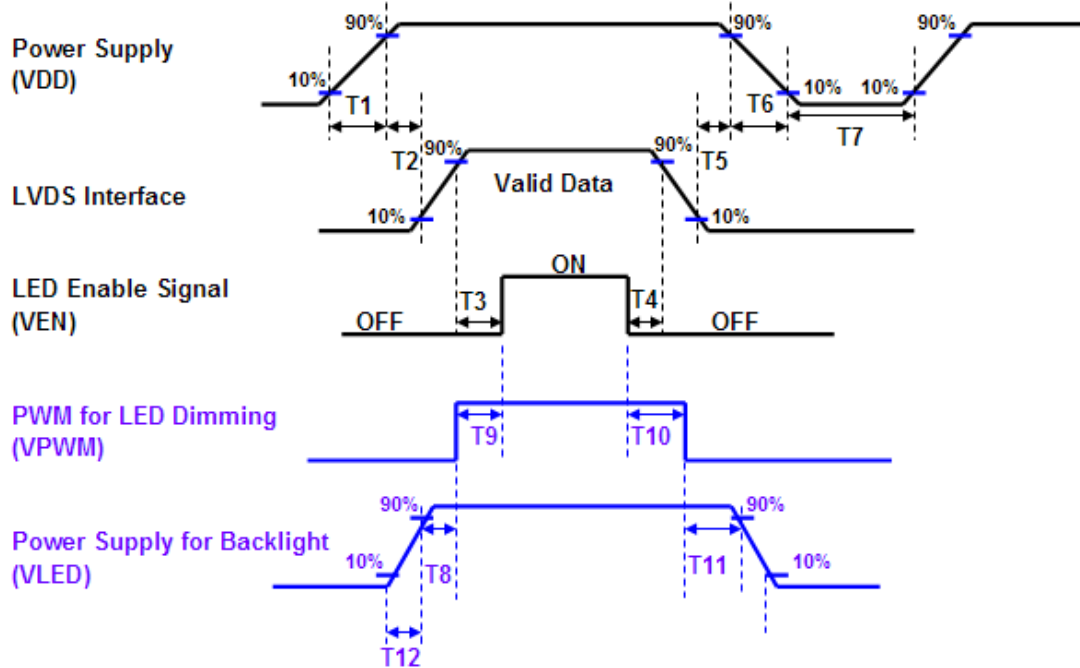 90%
90%
90%
Power Supply
(VDD)
10%
T1
T6
10%
10%
T7
T2
90%
90%
T5
LVDS Interface
Valid Data
10%
10%
ON
LED Enable Signal
(VEN)
T3
T4
OFF
OFF
PWM for LED Dimming
(VPWM)
T9
T10
90%
90%
Power Supply for Backlight
(VLED)
10%
T8
T11
10%
T12